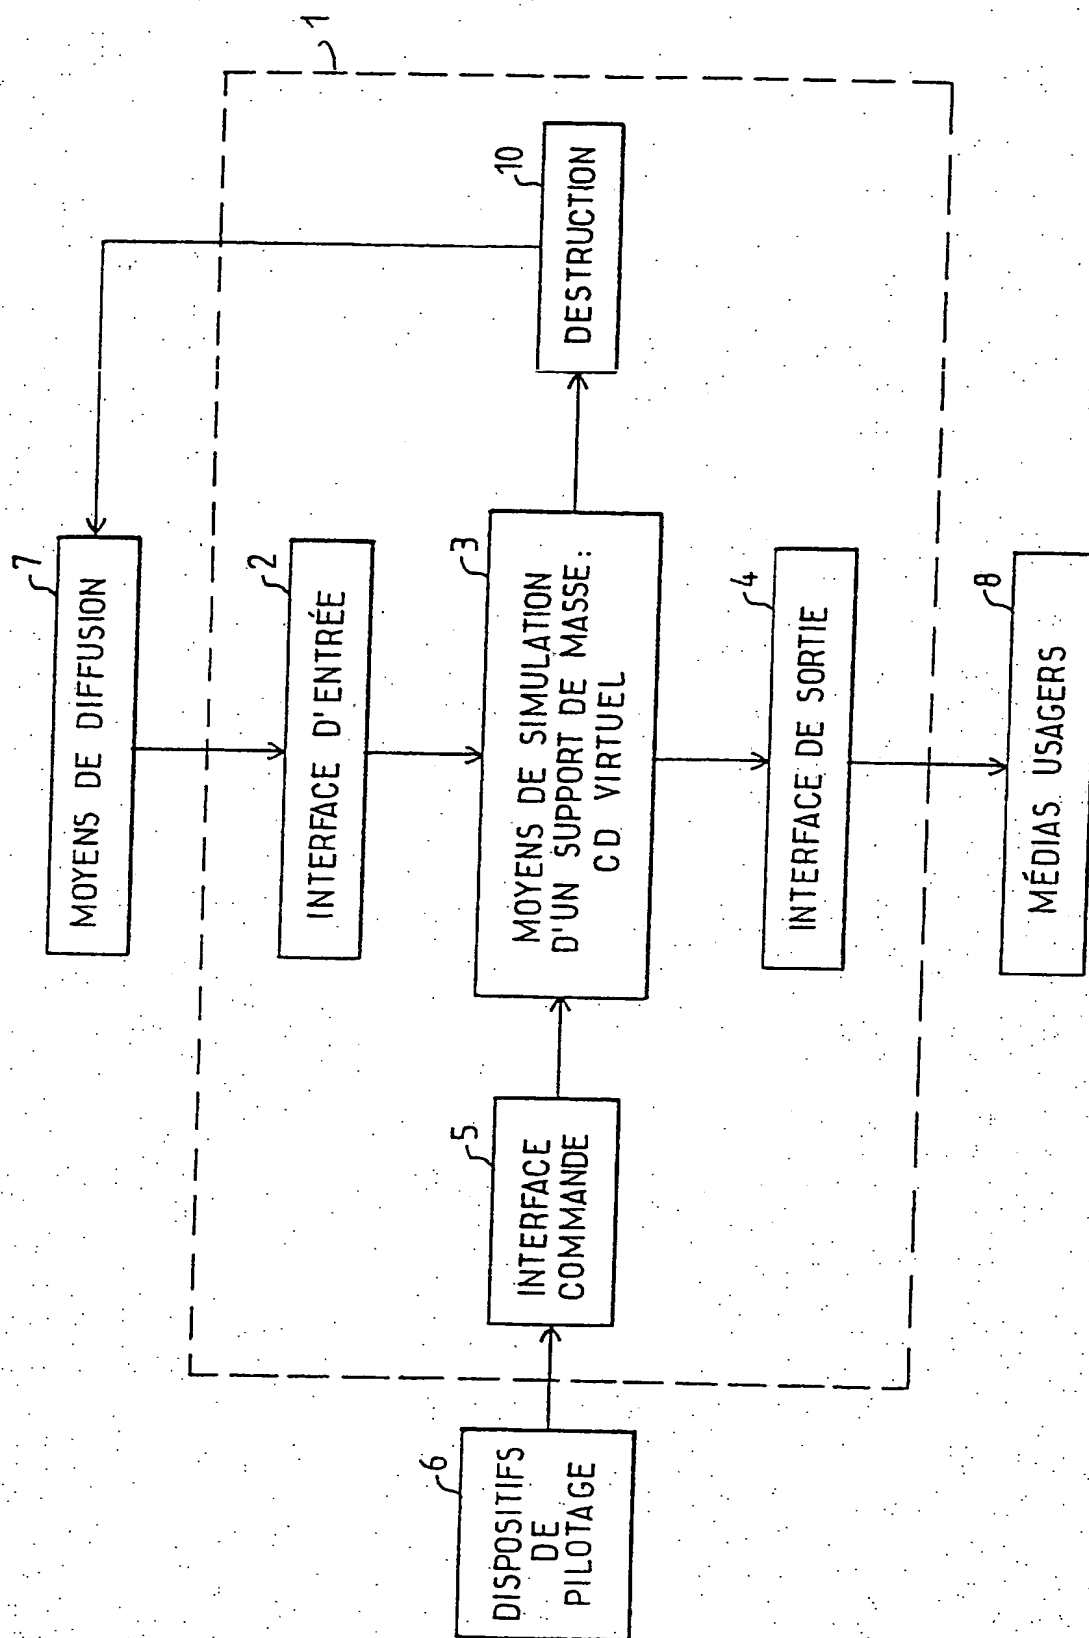 1
7
MOYENS DE DIFFUSION
2
INTERFACE D'ENTRÉE
10
DESTRUCTION
3
MOYENS DE SIMULATION
D'UN SUPPORT DE MASSE:
CD VIRTUEL
5
INTERFACE
COMMANDE
6
DISPOSITIFS
DE
PILOTAGE
4
INTERFACE DE SORTIE
8
MÉDIAS USAGERS